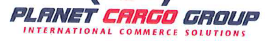 PLANET CARGO GROUP
INTERNATIONAL COMMERCE SOLUTIONS